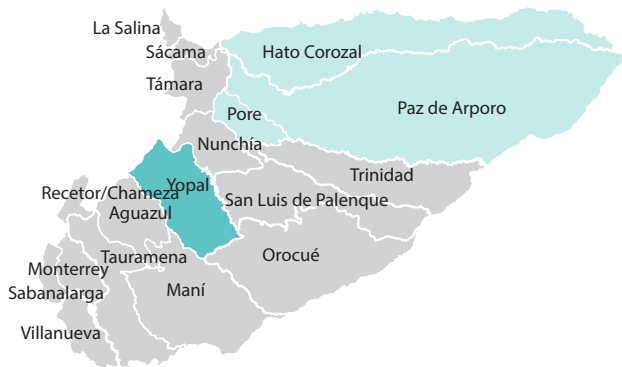 La Salina
Sácama
Hato Corozal
Támara
Paz de Arporo
Pore
Nunchía
Trinidad
Yopal
Recetor/Chameza
San Luis de Palenque
Aguazul
Orocué
Tauramena
Monterrey
Maní
Sabanalarga
Villanueva